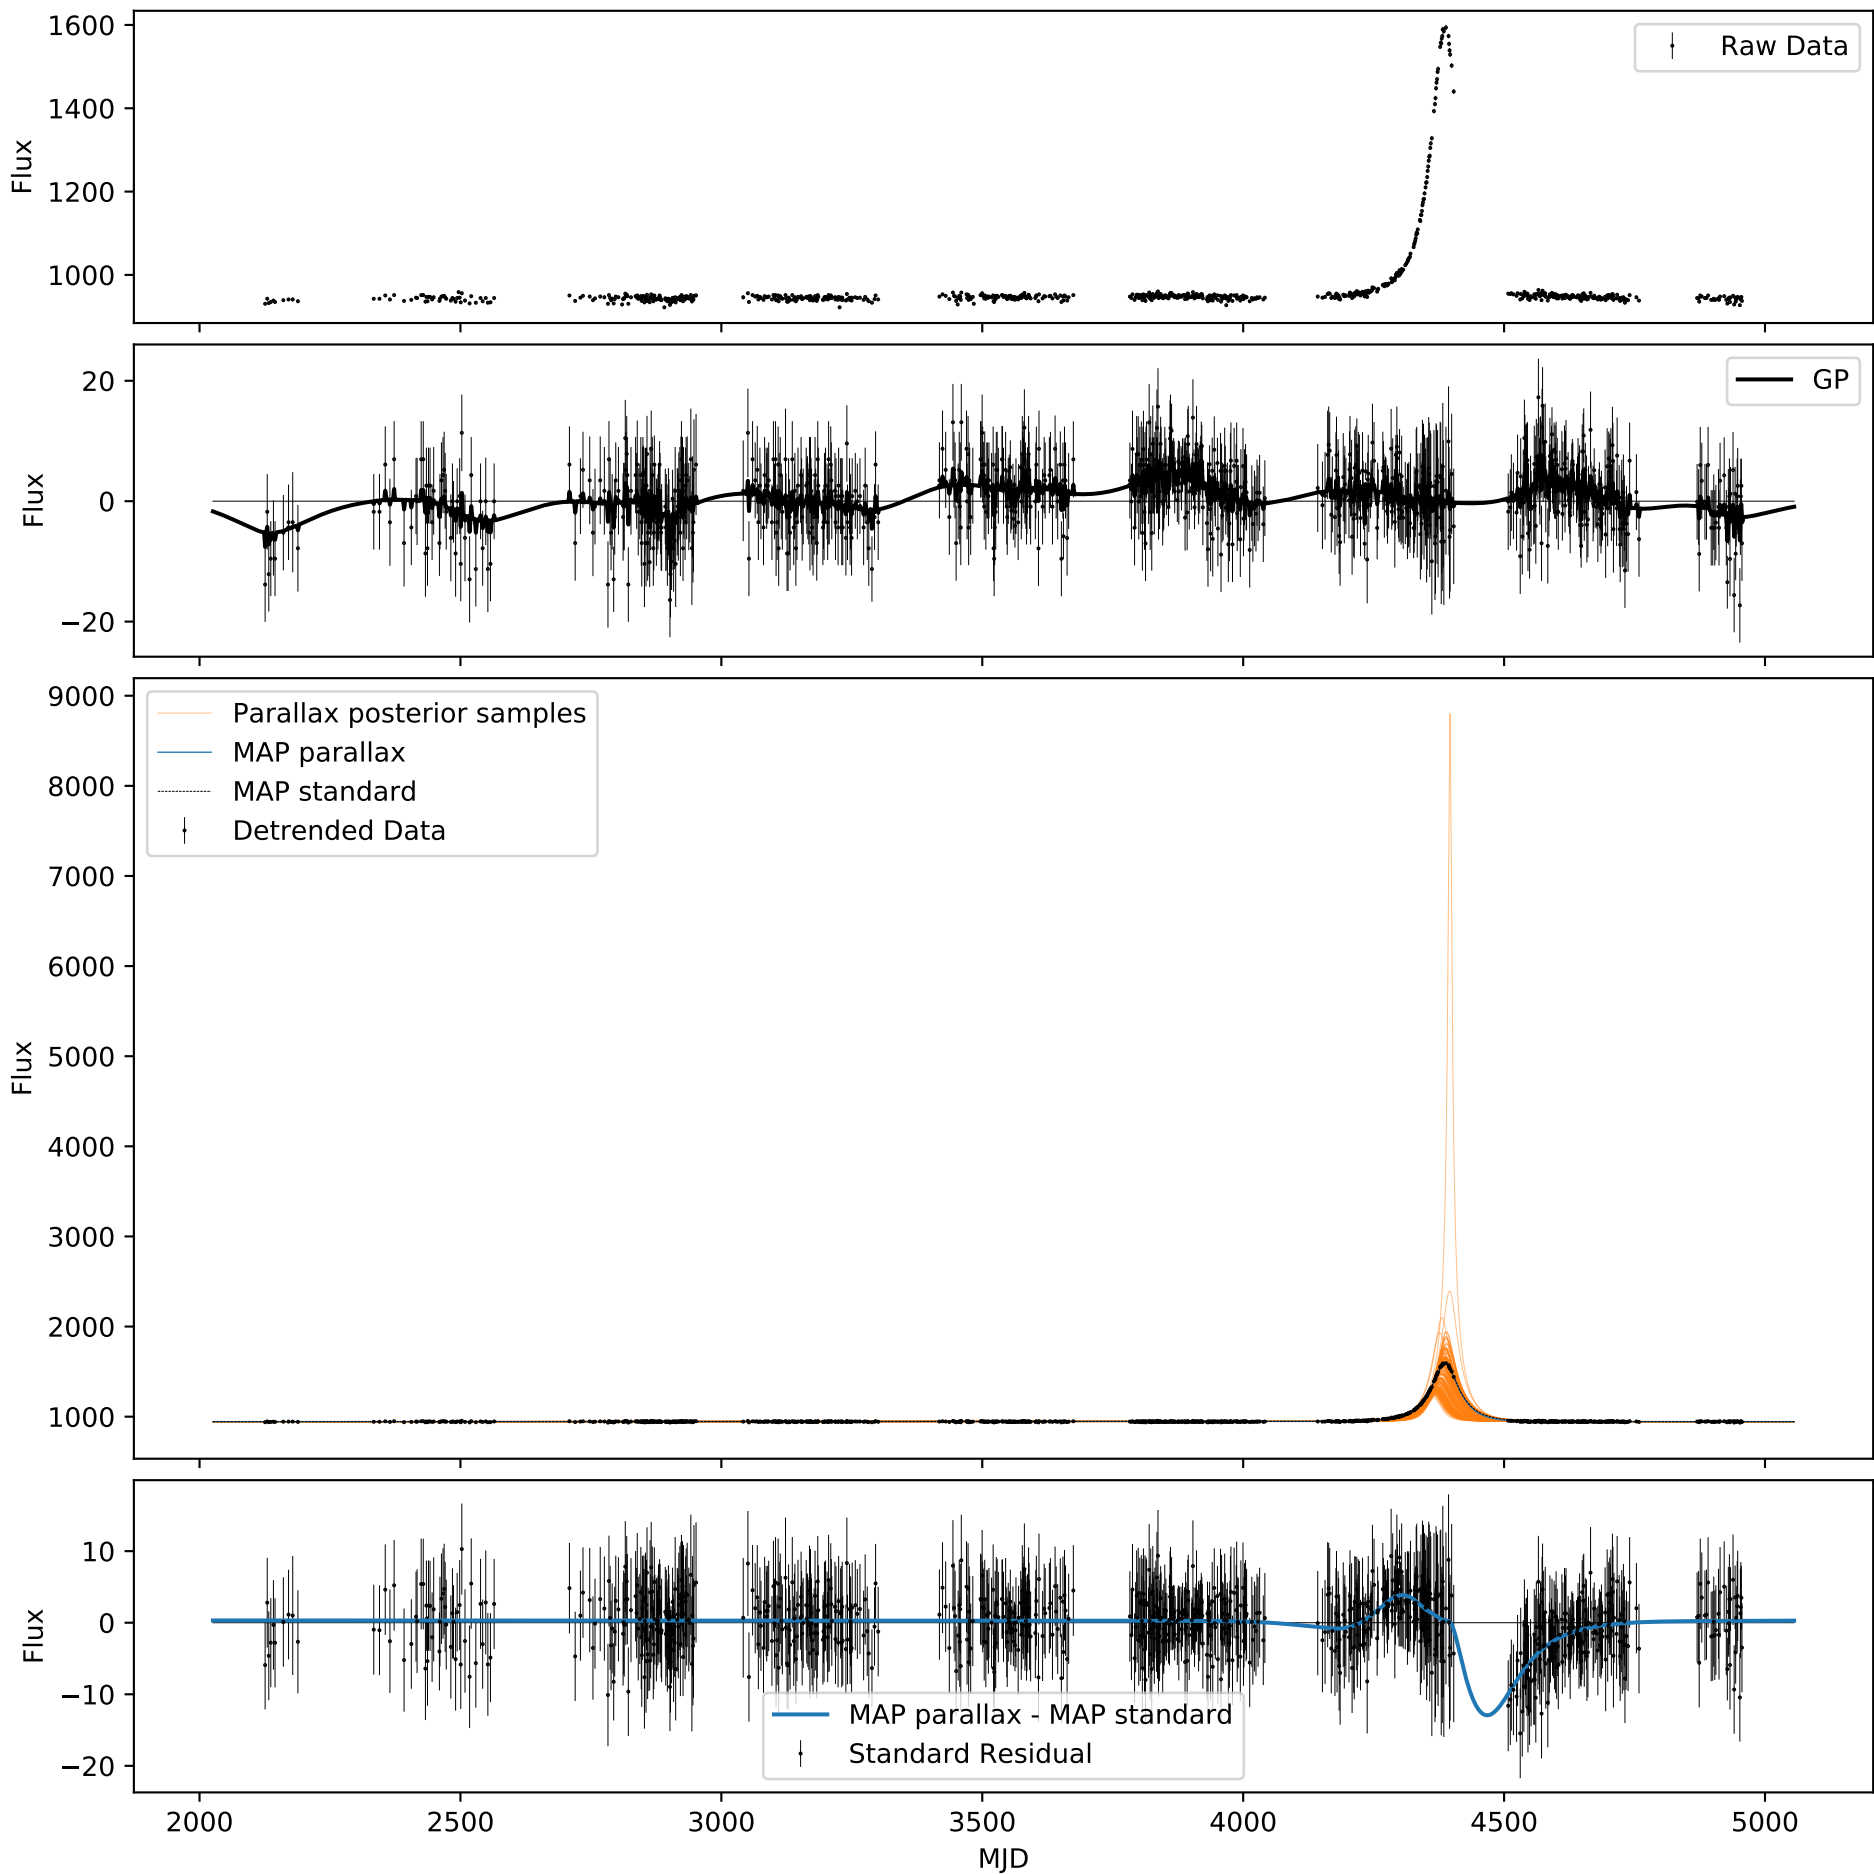 1600
1400
1200
1000
Flux
Raw Data
20
0
−20
Flux
GP
9000
8000
7000
6000
5000
4000
3000
2000
1000
Flux
Parallax posterior samples
MAP parallax
MAP standard
Detrended Data
10
0
−10
−20
Flux
MAP parallax - MAP standard
Standard Residual
2000 2500 3000 3500 4000 4500 5000
MJD